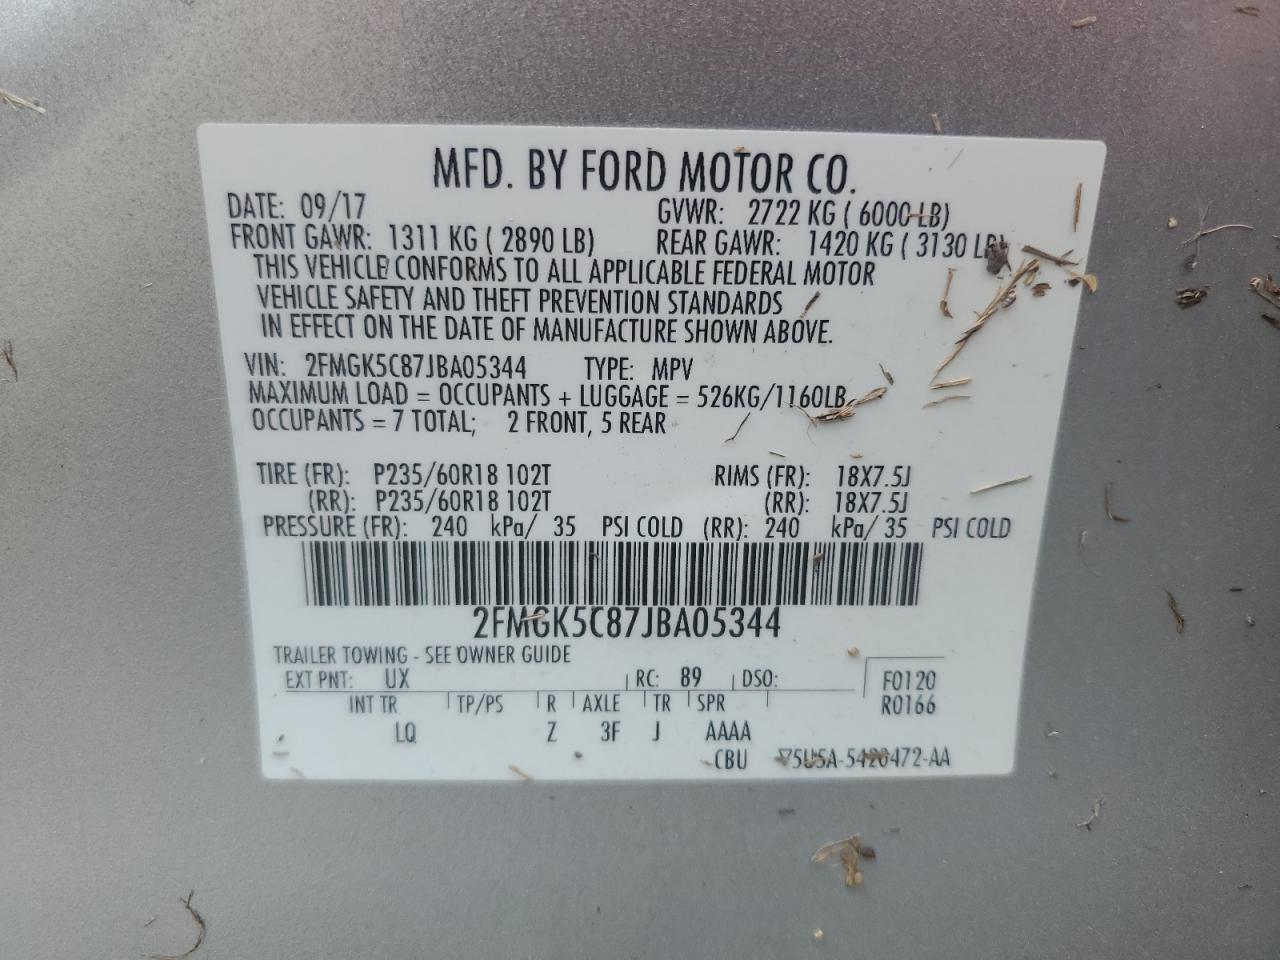 MFD. BY FORD MOTOR CO.
DATE: 09/17 GVWR: 2722 KG ( 6000 LB)
FRONT GAWR: 1311 KG ( 2890 LB) REAR GAWR: 1420 KG ( 3130 LB)
THIS VEHICLE CONFORMS TO ALL APPLICABLE FEDERAL MOTOR
VEHICLE SAFETY AND THEFT PREVENTION STANDARDS
IN EFFECT ON THE DATE OF MANUFACTURE SHOWN ABOVE.
VIN: 2FMGK5C87JBA05344 TYPE: MPV
MAXIMUM LOAD = OCCUPANTS + LUGGAGE = 526KG/1160LB
OCCUPANTS = 7 TOTAL; 2 FRONT, 5 REAR
TIRE (FR): P235/60R18 102T RIMS (FR): 18X7.5J
(RR): P235/60R18 102T (RR): 18X7.5J
PRESSURE (FR): 240 kPa/ 35 PSI COLD (RR): 240 kPa/ 35 PSI COLD
2FMGK5C87JBA05344
TRAILER TOWING - SEE OWNER GUIDE
EXT PNT: UX RC: 89 DSO: F0120
INT TR TP/PS R AXLE TR SPR R0166
LQ Z 3F J AAAA
CBU